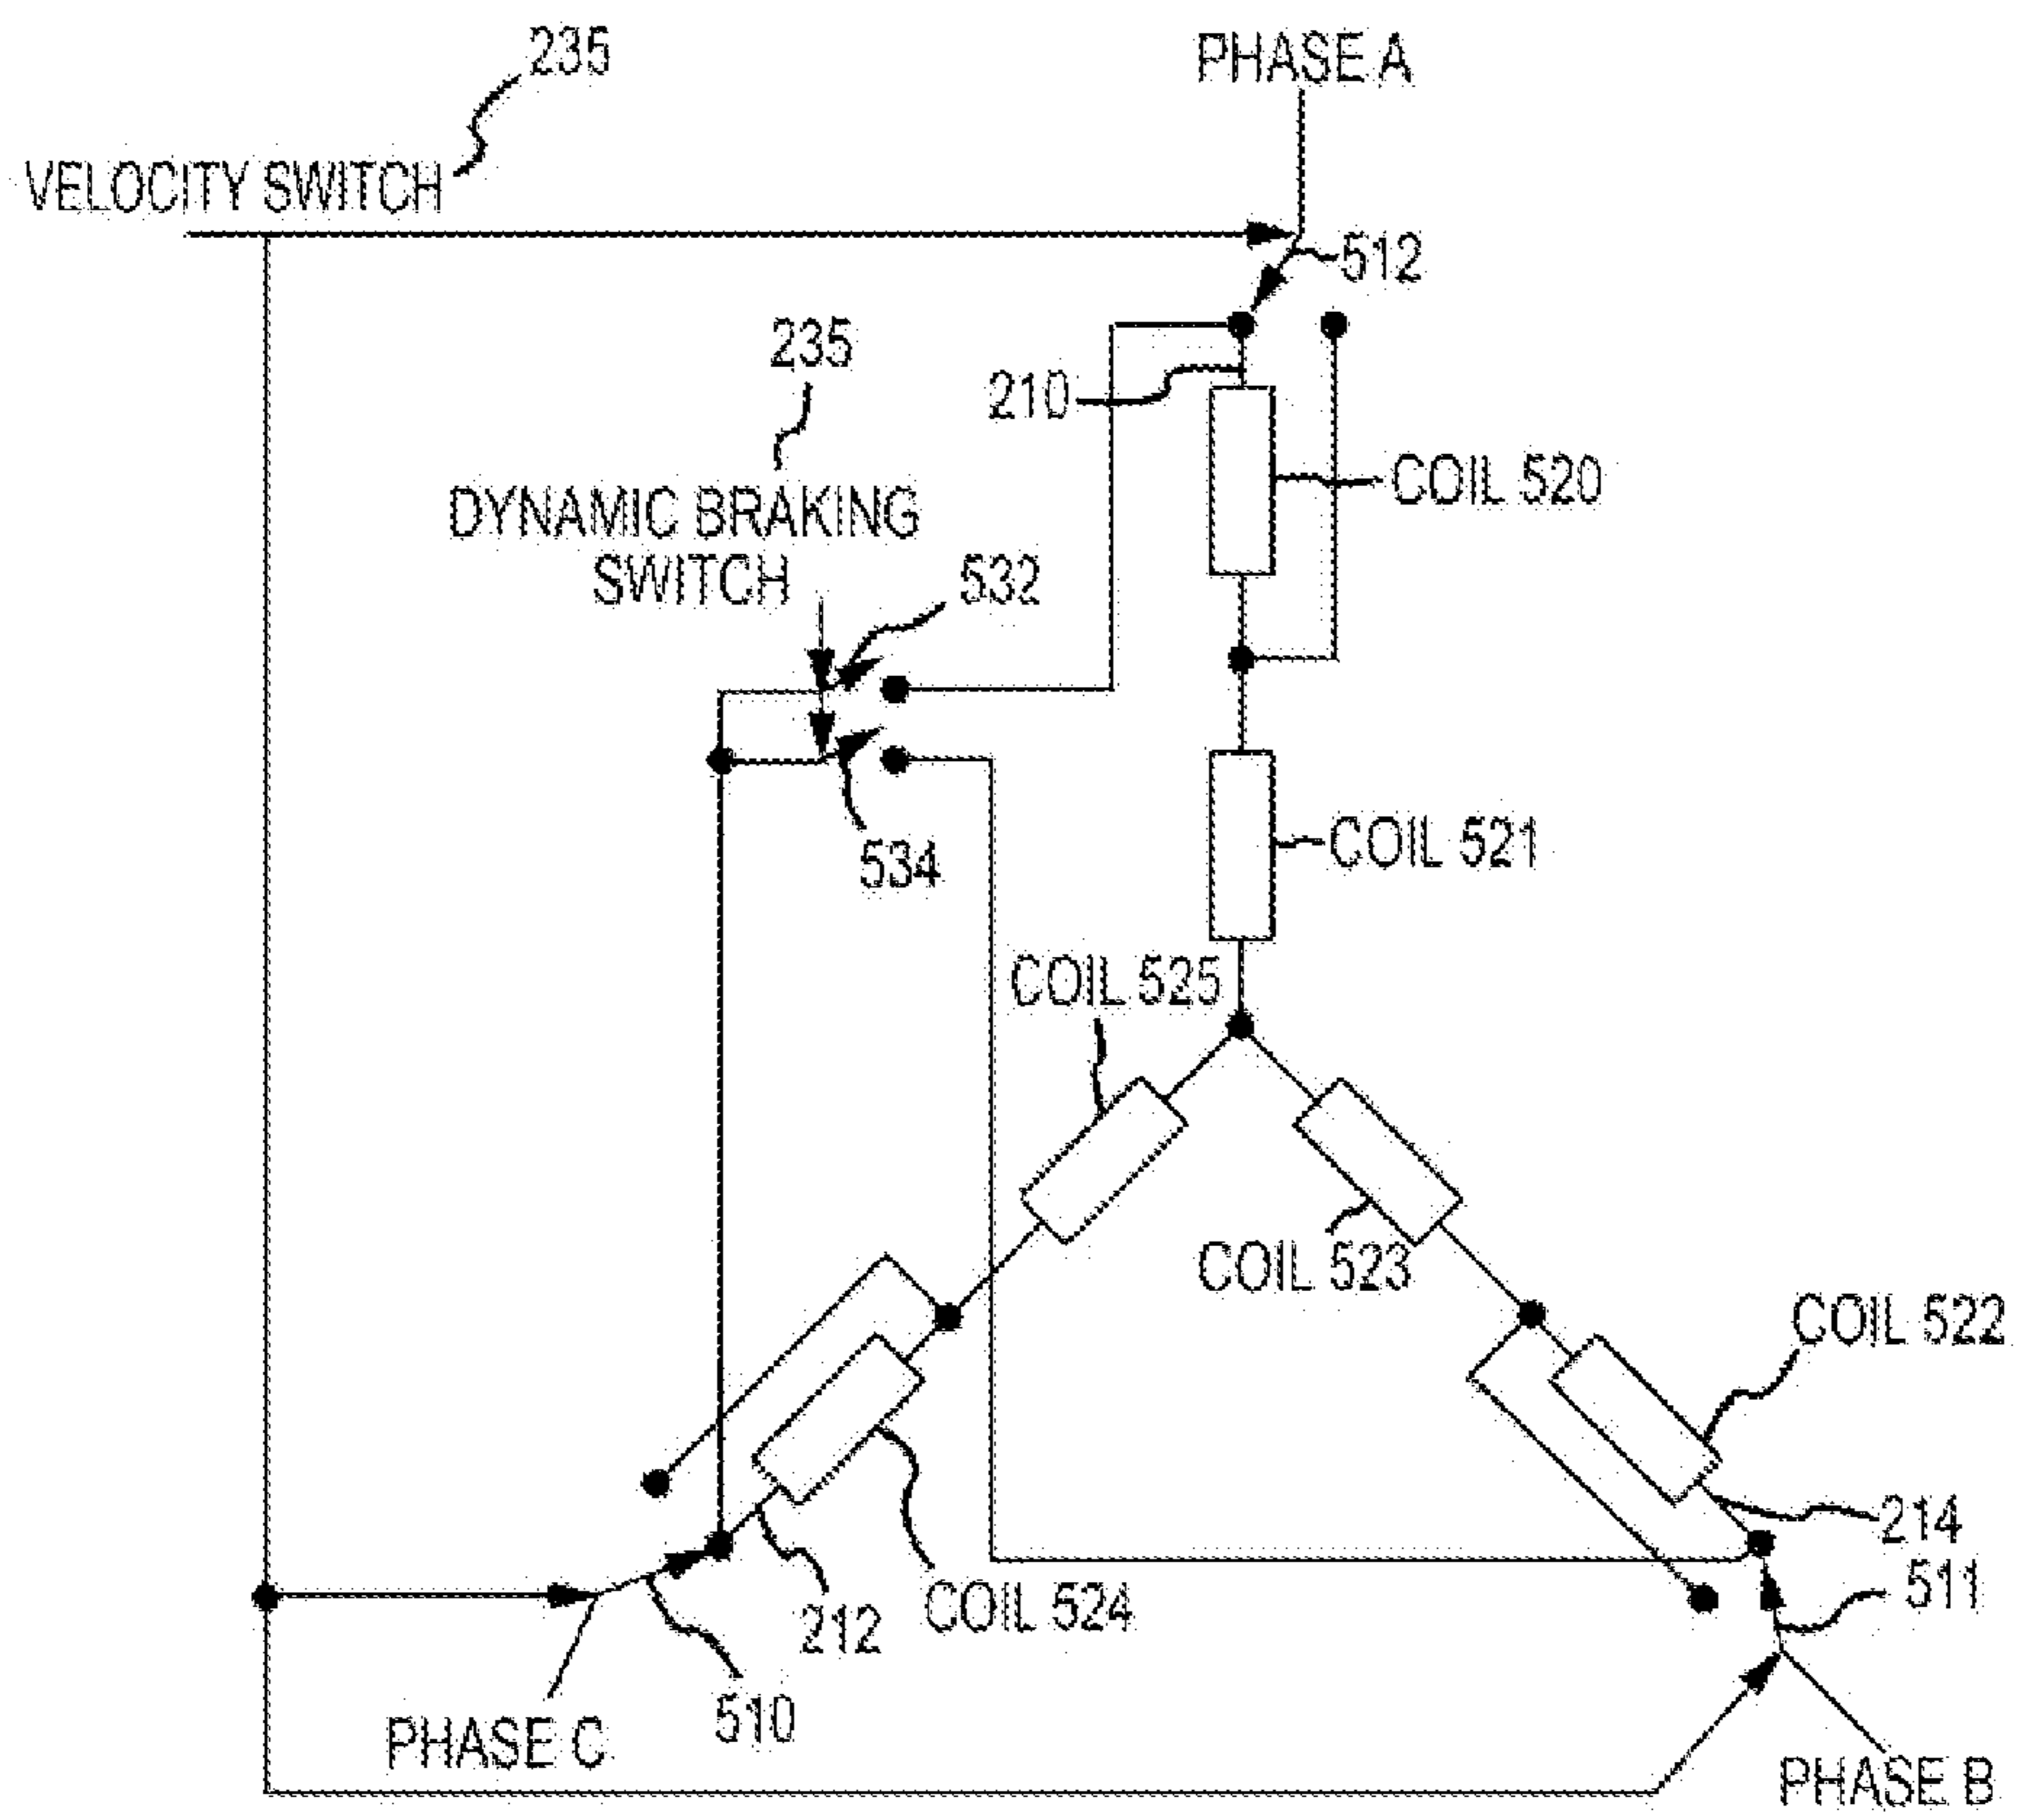 235
PHASE A
VELOCITY SWITCH
512
235
210
COIL 520
DYNAMIC BRAKING
SWITCH
532
COIL 521
534
COIL 525
COIL 523
COIL 522
214
511
COIL 524
212
510
PHASE C
PHASE B